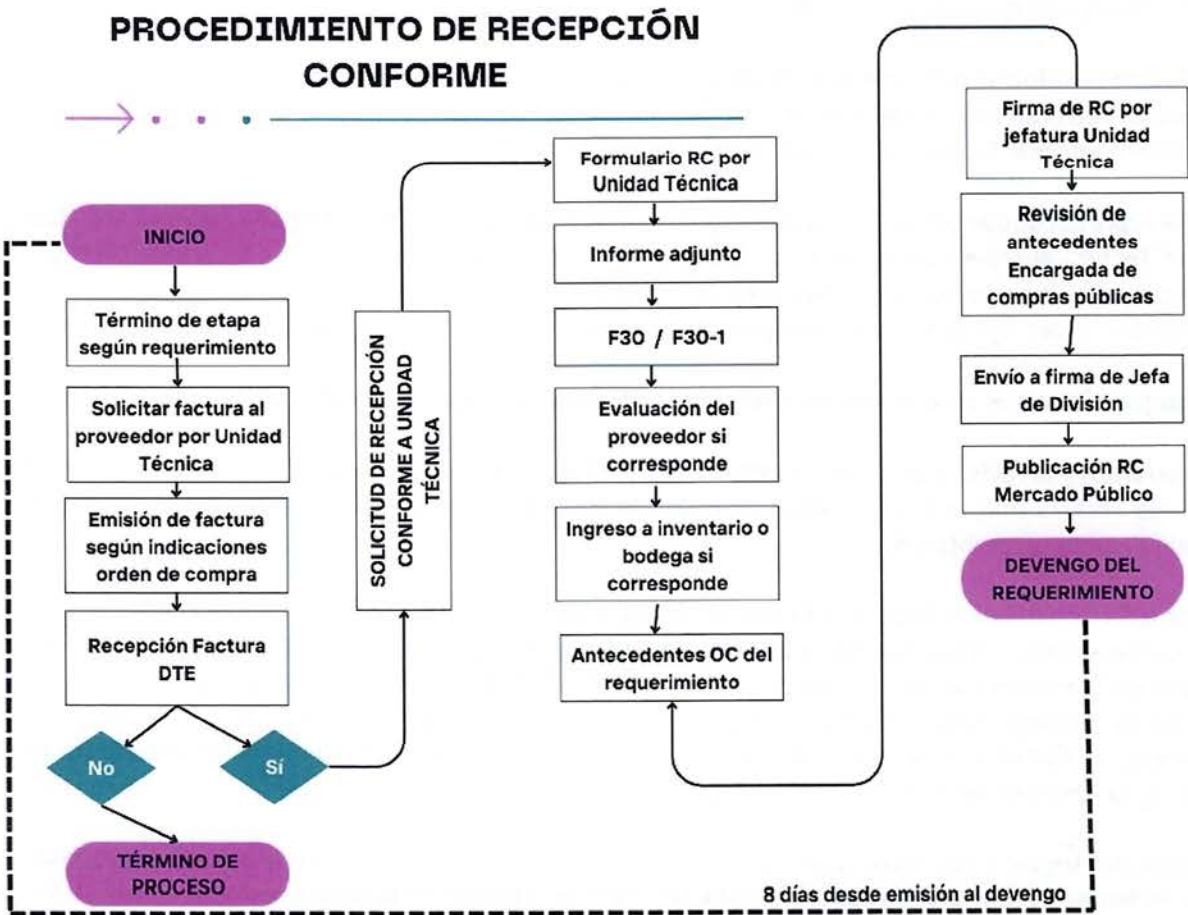 PROCEDIMIENTO DE RECEPCIÓN
CONFORME
INICIO
Término de etapa
según requerimiento
Solicitar factura al
proveedor por Unidad
Técnica
Emisión de factura
según indicaciones
orden de compra
Recepción Factura
DTE
No
Sí
TÉRMINO DE
PROCESO
SOLICITUD DE RECEPCIÓN
CONFORME A UNIDAD
TÉCNICA
Formulario RC por
Unidad Técnica
Informe adjunto
F30 / F30-1
Evaluación del
proveedor si
corresponde
Ingreso a inventario o
bodega si
corresponde
Antecedentes OC del
requerimiento
Firma de RC por
jefatura Unidad
Técnica
Revisión de
antecedentes
Encargada de
compras públicas
Envío a firma de Jefa
de División
Publicación RC
Mercado Público
DEVENGO DEL
REQUERIMIENTO
8 días desde emisión al devengo